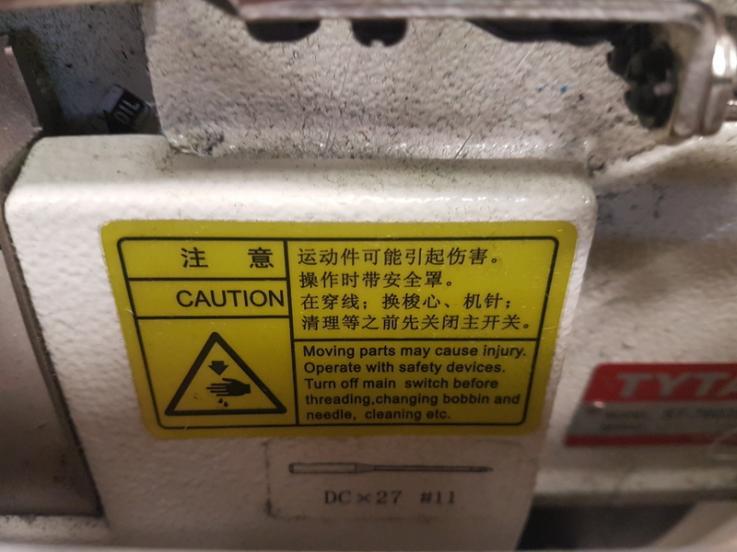 OIL
注 意
CAUTION
运动件可能引起伤害。
操作时带安全罩。
在穿线；换梭心、机针；
清理等之前先关闭主开关。
Moving parts may cause injury.
Operate with safety devices.
Turn off main switch before
threading,changing bobbin and
needle, cleaning etc.
DC×27 #11